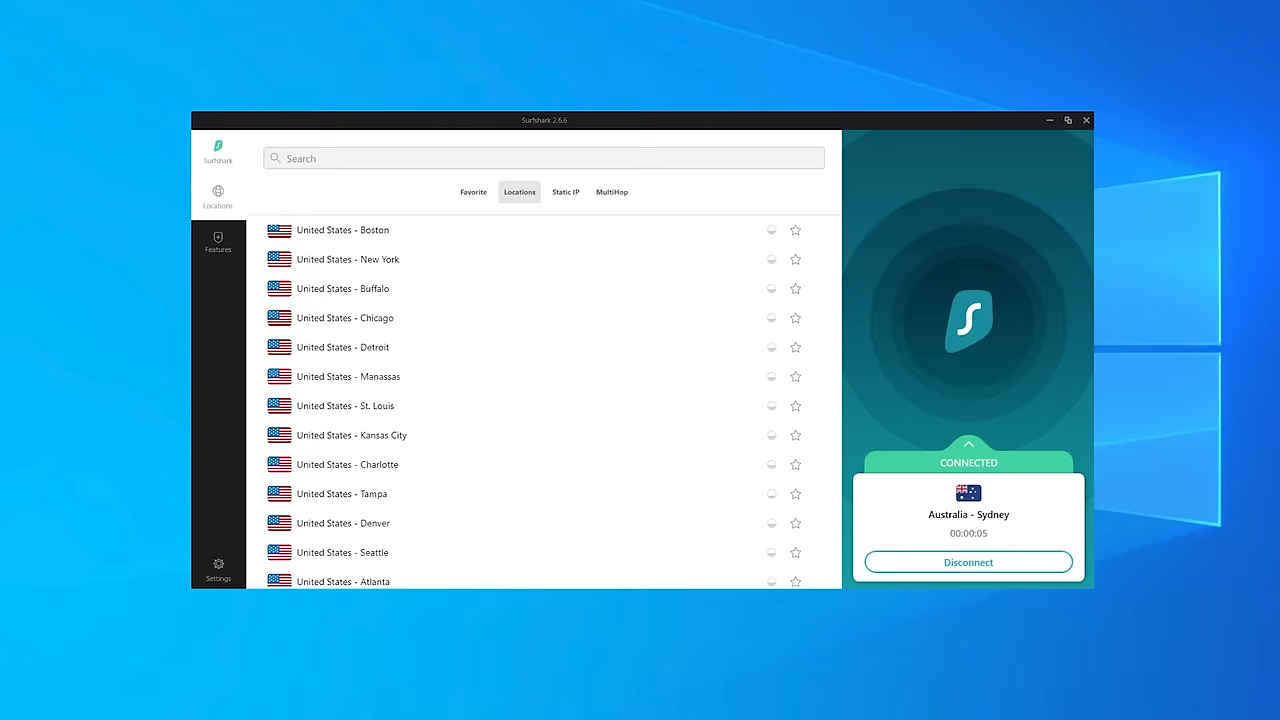 Surfshark 2.6.6
Surfshark
Locations
Features
Settings
Search
Favorite Locations Static IP MultiHop
United States - Boston
United States - New York
United States - Buffalo
United States - Chicago
United States - Detroit
United States - Manassas
United States - St. Louis
United States - Kansas City
United States - Charlotte
United States - Tampa
United States - Denver
United States - Seattle
United States - Atlanta
CONNECTED
Australia - Sydney
00:00:05
Disconnect